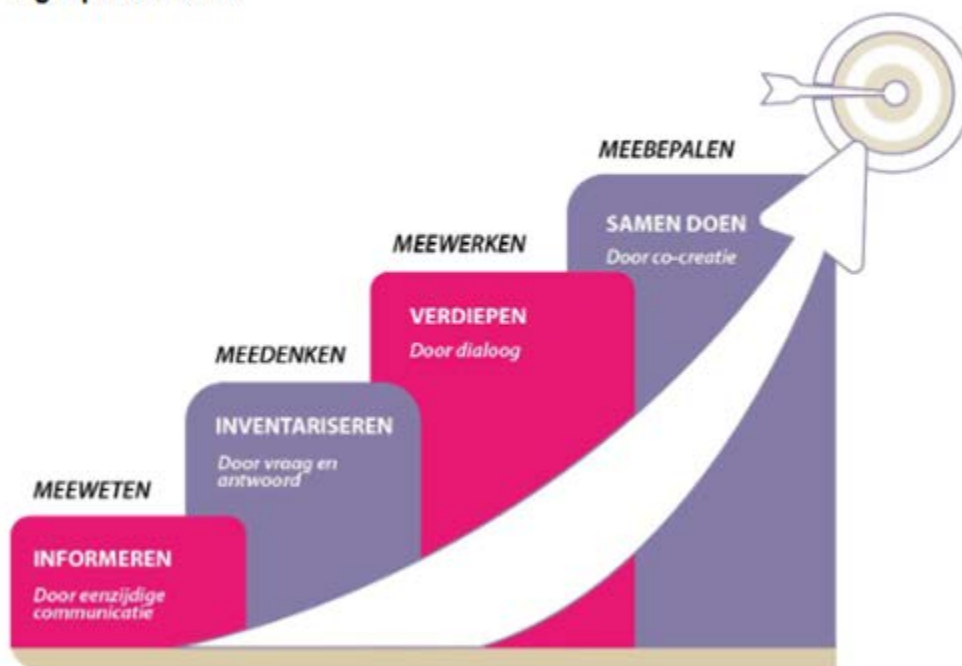 MEEBEPALEN
SAMEN DOEN
Door co-creatie
MEEWERKEN
VERDIEPEN
Door dialoog
MEEDENKEN
INVENTARISEREN
Door vraag en
antwoord
MEEWETEN
INFORMEREN
Door eenzijdige
communicatie